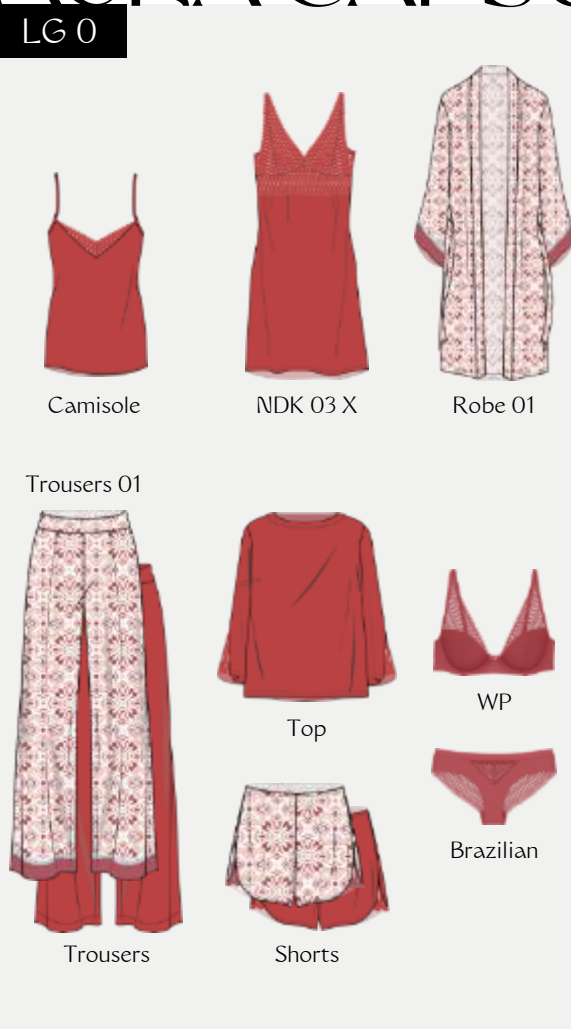 LG 0
Camisole
NDK 03 X
Robe 01
Trousers 01
Top
WP
Brazilian
Trousers
Shorts